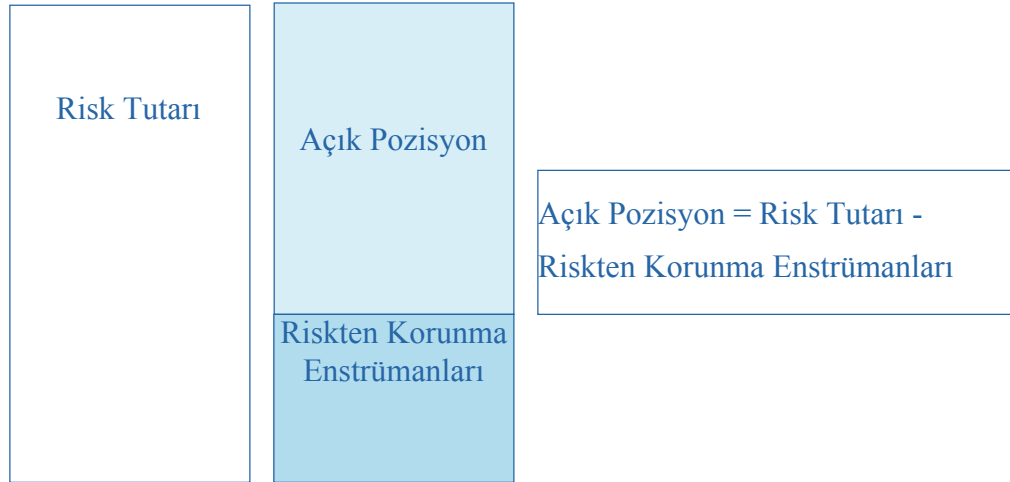 Risk Tutarı
Açık Pozisyon
Riskten Korunma
Enstrümanları
Açık Pozisyon = Risk Tutarı -
Riskten Korunma Enstrümanları